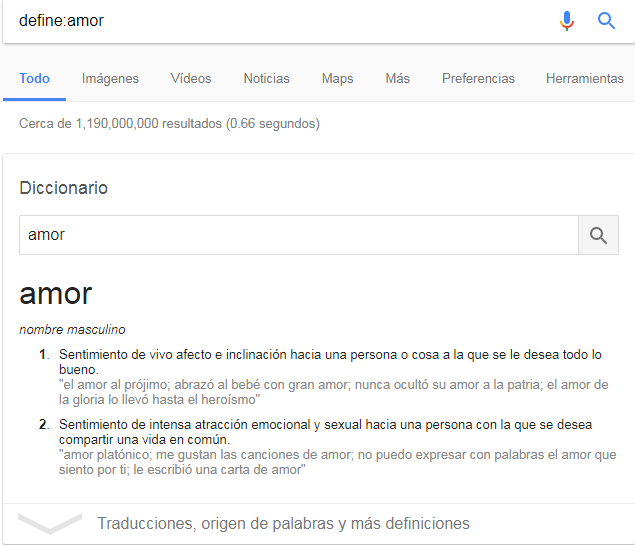 define:amor
Todo Imágenes Vídeos Noticias Maps Más Preferencias Herramientas
Cerca de 1,190,000,000 resultados (0.66 segundos)
Diccionario
amor
amor
nombre masculino
1. Sentimiento de vivo afecto e inclinación hacia una persona o cosa a la que se le desea todo lo
bueno.
"el amor al prójimo; abrazó al bebé con gran amor; nunca ocultó su amor a la patria; el amor de
la gloria lo llevó hasta el heroísmo"
2. Sentimiento de intensa atracción emocional y sexual hacia una persona con la que se desea
compartir una vida en común.
"amor platónico; me gustan las canciones de amor; no puedo expresar con palabras el amor que
siento por ti; le escribió una carta de amor"
Traducciones, origen de palabras y más definiciones